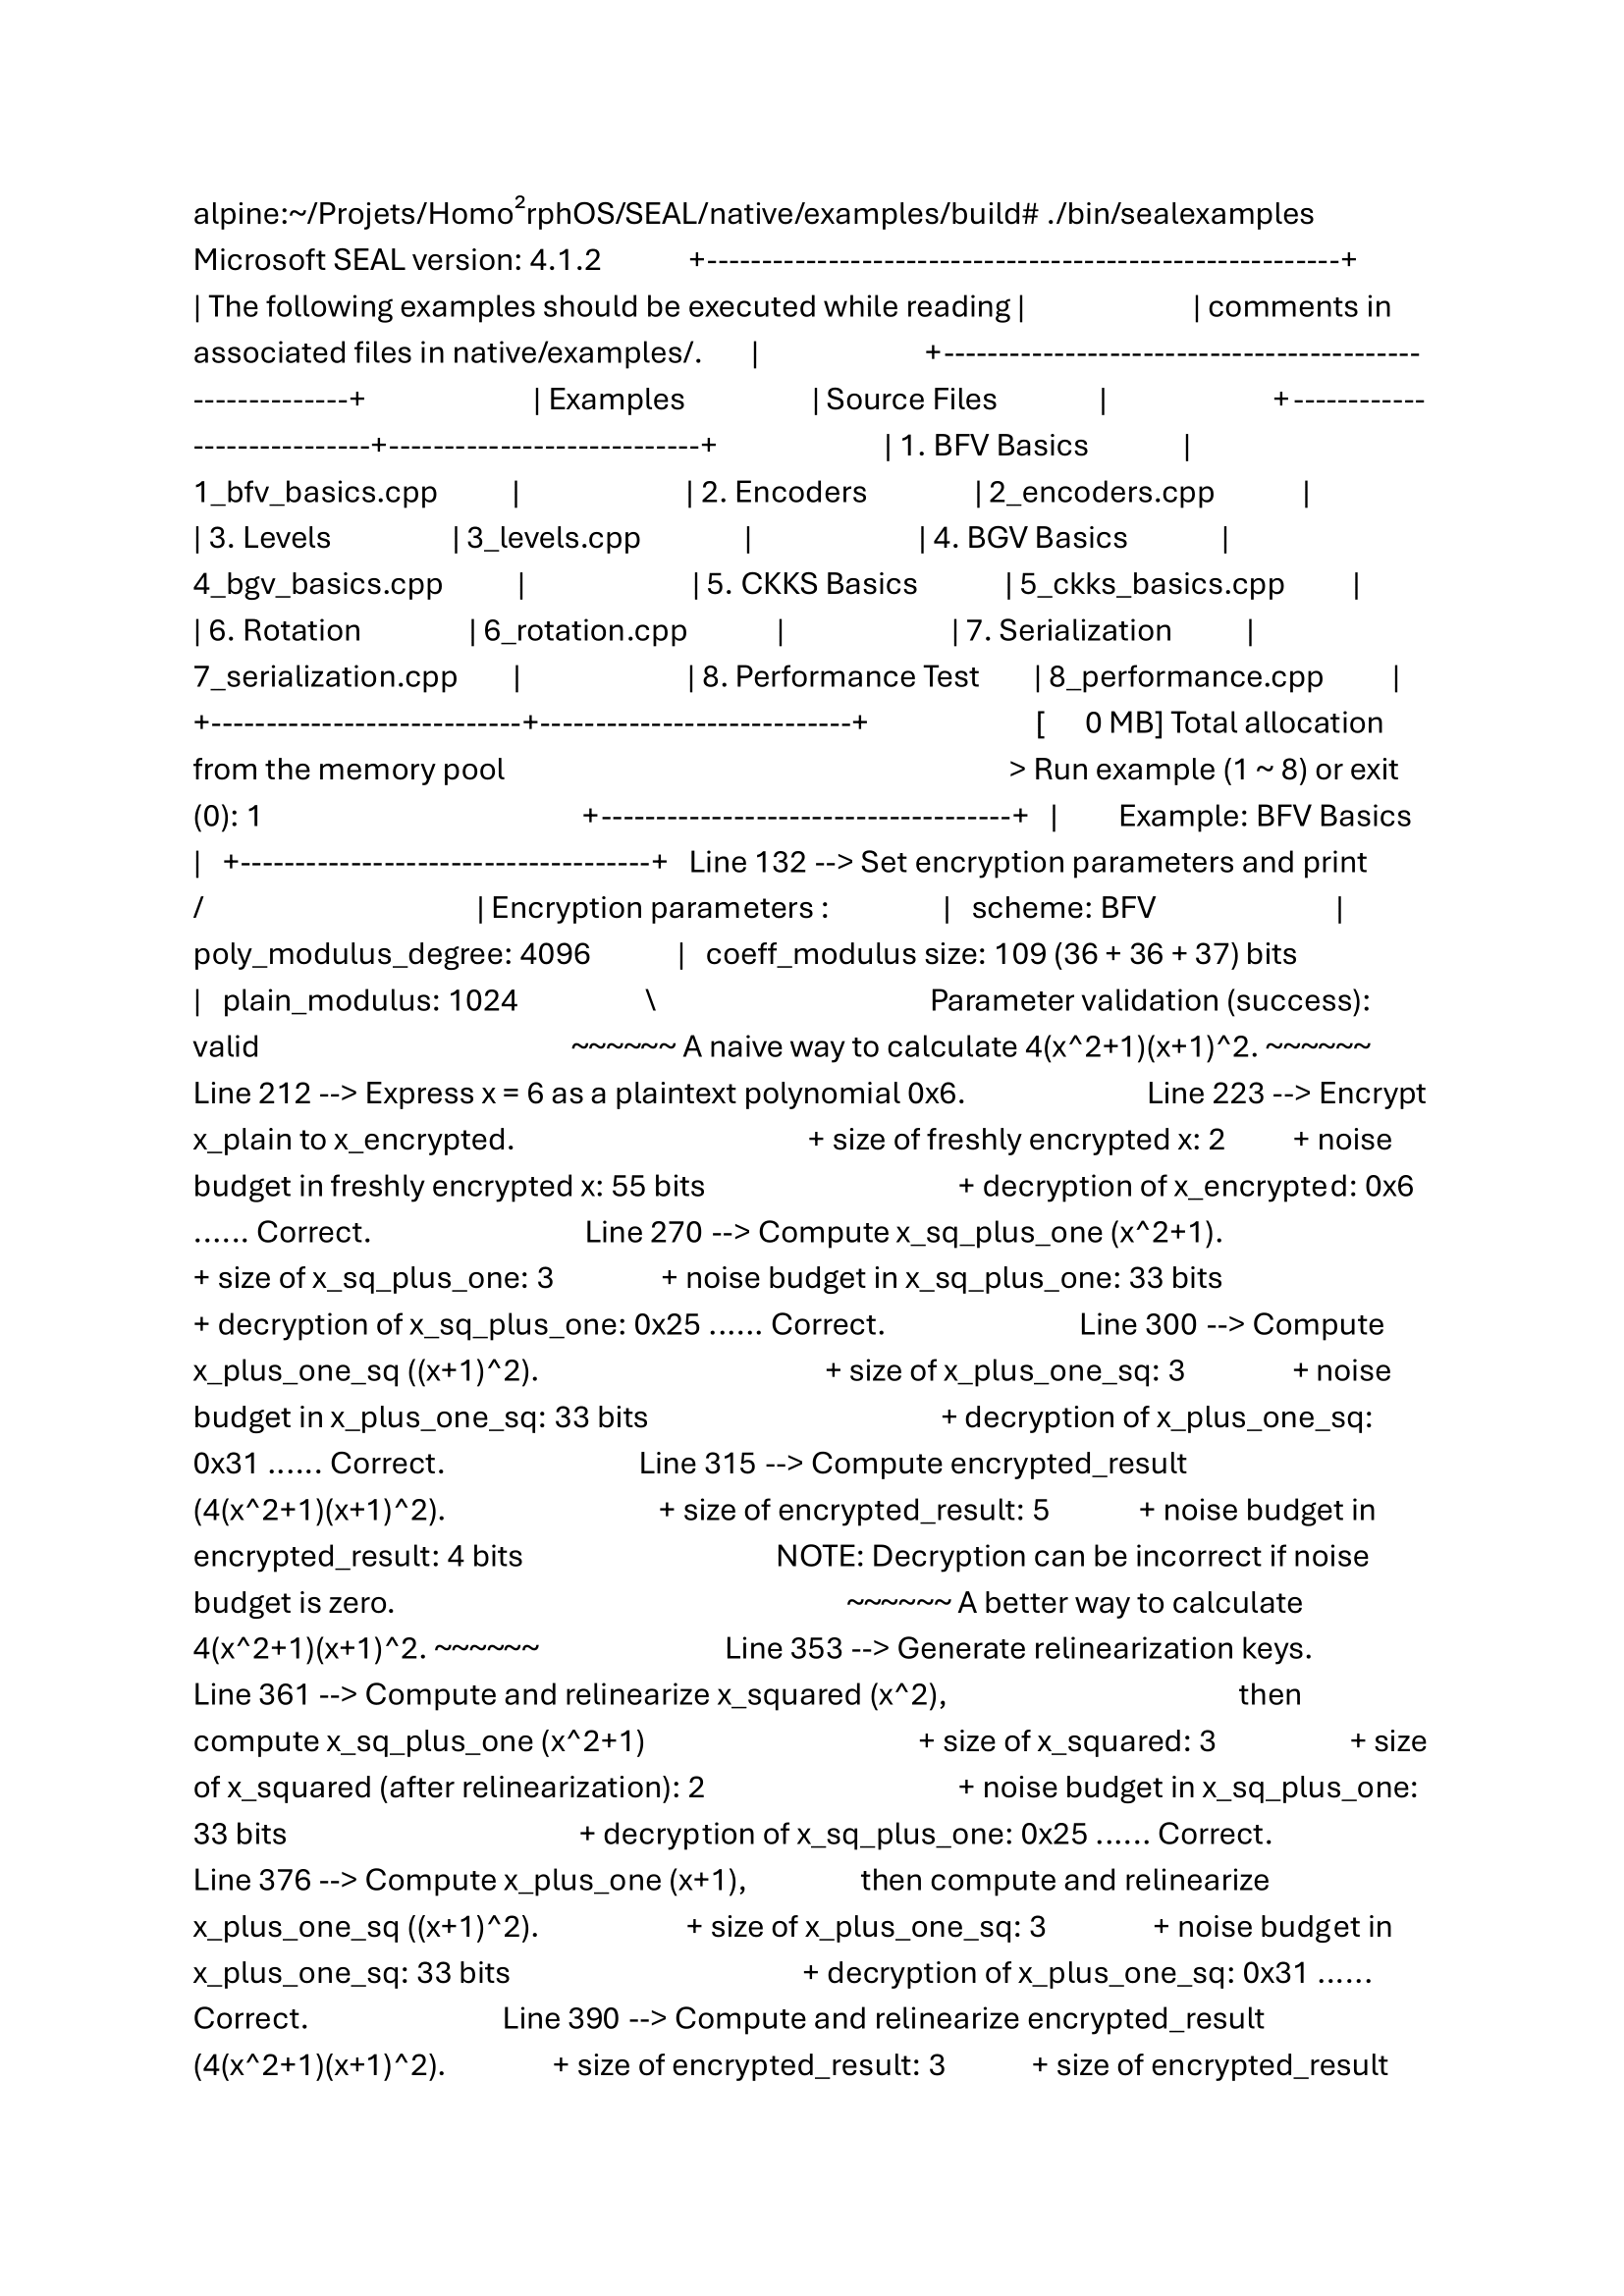 alpine:~/Projets/Homo²rphOS/SEAL/native/examples/build# ./bin/sealexamples
Microsoft SEAL version: 4.1.2 +---------------------------------------------------------+
| The following examples should be executed while reading | | comments in
associated files in native/examples/. | +-------------------------------------------
--------------+ | Examples | Source Files | +------------
----------------+----------------------------+ | 1. BFV Basics |
1_bfv_basics.cpp | | 2. Encoders | 2_encoders.cpp |
| 3. Levels | 3_levels.cpp | | 4. BGV Basics |
4_bgv_basics.cpp | | 5. CKKS Basics | 5_ckks_basics.cpp |
| 6. Rotation | 6_rotation.cpp | | 7. Serialization |
7_serialization.cpp | | 8. Performance Test | 8_performance.cpp |
+----------------------------+----------------------------+ [ 0 MB] Total allocation
from the memory pool > Run example (1 ~ 8) or exit
(0): 1 +-------------------------------------+ | Example: BFV Basics
| +-------------------------------------+ Line 132 --> Set encryption parameters and print
/ | Encryption parameters : | scheme: BFV |
poly_modulus_degree: 4096 | coeff_modulus size: 109 (36 + 36 + 37) bits
| plain_modulus: 1024 \ Parameter validation (success):
valid ~~~~~~ A naive way to calculate 4(x^2+1)(x+1)^2. ~~~~~~
Line 212 --> Express x = 6 as a plaintext polynomial 0x6. Line 223 --> Encrypt
x_plain to x_encrypted. + size of freshly encrypted x: 2 + noise
budget in freshly encrypted x: 55 bits + decryption of x_encrypted: 0x6
...... Correct. Line 270 --> Compute x_sq_plus_one (x^2+1).
+ size of x_sq_plus_one: 3 + noise budget in x_sq_plus_one: 33 bits
+ decryption of x_sq_plus_one: 0x25 ...... Correct. Line 300 --> Compute
x_plus_one_sq ((x+1)^2). + size of x_plus_one_sq: 3 + noise
budget in x_plus_one_sq: 33 bits + decryption of x_plus_one_sq:
0x31 ...... Correct. Line 315 --> Compute encrypted_result
(4(x^2+1)(x+1)^2). + size of encrypted_result: 5 + noise budget in
encrypted_result: 4 bits NOTE: Decryption can be incorrect if noise
budget is zero. ~~~~~~ A better way to calculate
4(x^2+1)(x+1)^2. ~~~~~~ Line 353 --> Generate relinearization keys.
Line 361 --> Compute and relinearize x_squared (x^2), then
compute x_sq_plus_one (x^2+1) + size of x_squared: 3 + size
of x_squared (after relinearization): 2 + noise budget in x_sq_plus_one:
33 bits + decryption of x_sq_plus_one: 0x25 ...... Correct.
Line 376 --> Compute x_plus_one (x+1), then compute and relinearize
x_plus_one_sq ((x+1)^2). + size of x_plus_one_sq: 3 + noise budget in
x_plus_one_sq: 33 bits + decryption of x_plus_one_sq: 0x31 ......
Correct. Line 390 --> Compute and relinearize encrypted_result
(4(x^2+1)(x+1)^2). + size of encrypted_result: 3 + size of encrypted_result